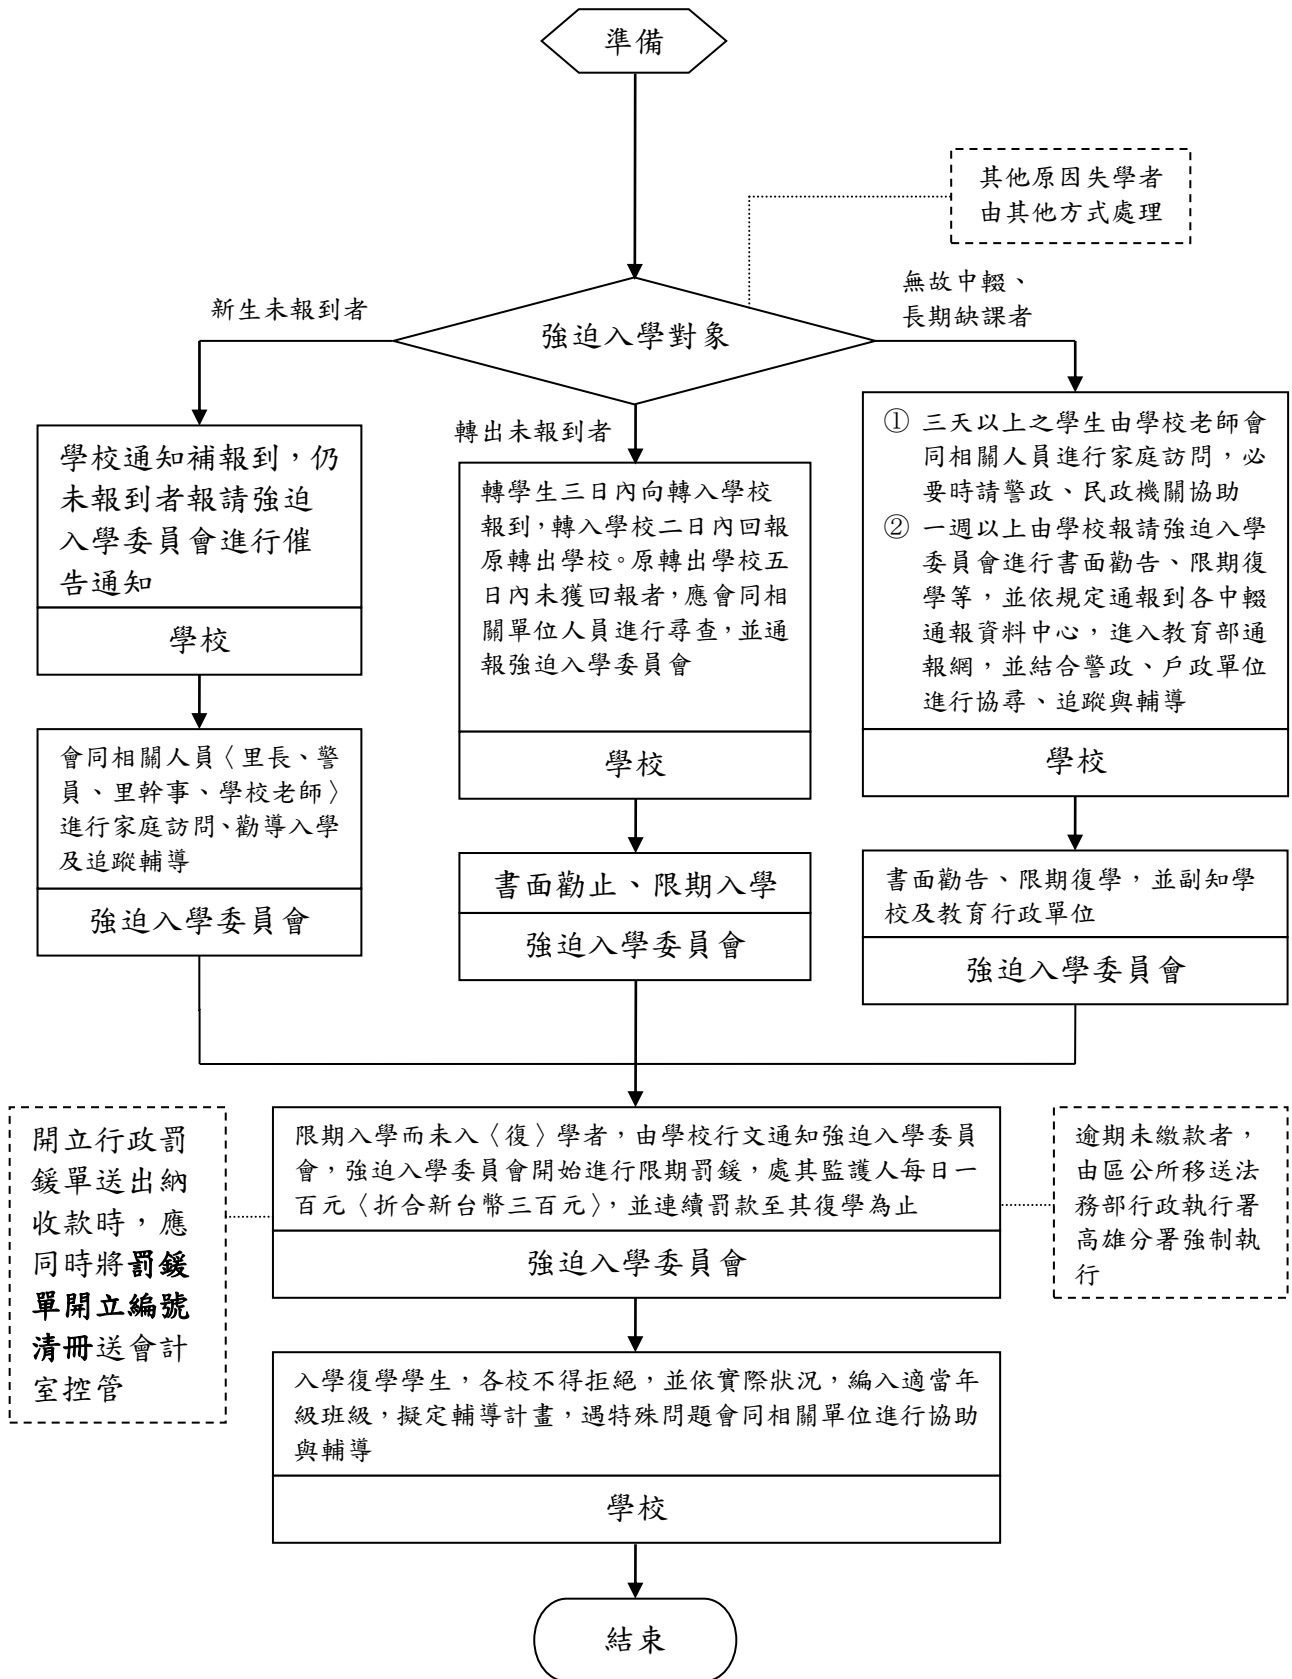 準備
其他原因失學者
由其他方式處理
新生未報到者
無故中輟、
長期缺課者
強迫入學對象
轉出未報到者
學校通知補報到，仍
未報到者報請強迫
入學委員會進行催
告通知
學校
會同相關人員〈里長、警
員、里幹事、學校老師〉
進行家庭訪問、勸導入學
及追蹤輔導
強迫入學委員會
轉學生三日內向轉入學校
報到，轉入學校二日內回報
原轉出學校。原轉出學校五
日內未獲回報者，應會同相
關單位人員進行尋查，並通
報強迫入學委員會
學校
書面勸止、限期入學
強迫入學委員會
① 三天以上之學生由學校老師會
同相關人員進行家庭訪問，必
要時請警政、民政機關協助
② 一週以上由學校報請強迫入學
委員會進行書面勸告、限期復
學等，並依規定通報到各中輟
通報資料中心，進入教育部通
報網，並結合警政、戶政單位
進行協尋、追蹤與輔導
學校
書面勸告、限期復學，並副知學
校及教育行政單位
強迫入學委員會
開立行政罰
鍰單送出納
收款時，應
同時將罰鍰
單開立編號
清冊送會計
室控管
限期入學而未入〈復〉學者，由學校行文通知強迫入學委員
會，強迫入學委員會開始進行限期罰鍰，處其監護人每日一
百元〈折合新台幣三百元〉，並連續罰款至其復學為止
強迫入學委員會
逾期未繳款者，
由區公所移送法
務部行政執行署
高雄分署強制執
行
入學復學學生，各校不得拒絕，並依實際狀況，編入適當年
級班級，擬定輔導計畫，遇特殊問題會同相關單位進行協助
與輔導
學校
結束